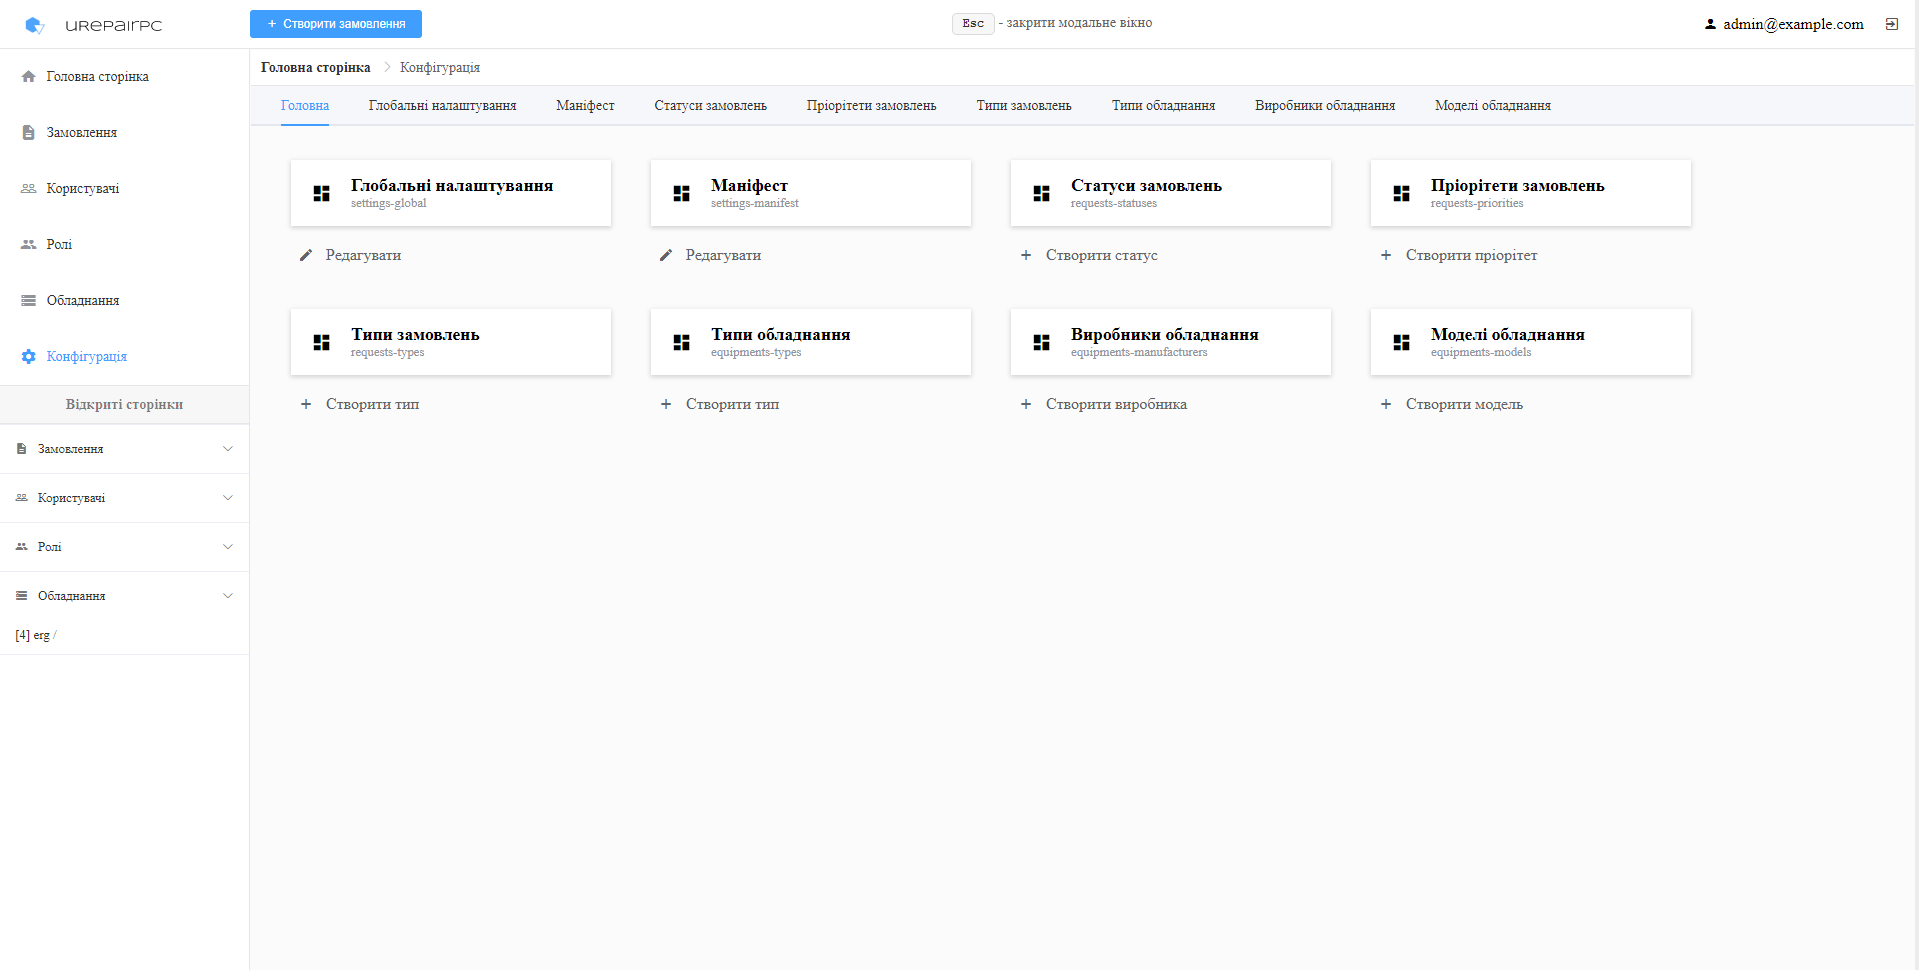 uRepairPC
+ Створити замовлення
Esc - закрити модальне вікно
admin@example.com
Головна сторінка
Замовлення
Користувачі
Ролі
Обладнання
Конфігурація
Відкриті сторінки
Замовлення
Користувачі
Ролі
Обладнання
[4] erg /
Головна сторінка > Конфігурація
Головна Глобальні налаштування Маніфест Статуси замовлень Пріорітети замовлень Типи замовлень Типи обладнання Виробники обладнання Моделі обладнання
Глобальні налаштування
settings-global
Редагувати
Маніфест
settings-manifest
Редагувати
Статуси замовлень
requests-statuses
+ Створити статус
Пріорітети замовлень
requests-priorities
+ Створити пріорітет
Типи замовлень
requests-types
+ Створити тип
Типи обладнання
equipments-types
+ Створити тип
Виробники обладнання
equipments-manufacturers
+ Створити виробника
Моделі обладнання
equipments-models
+ Створити модель